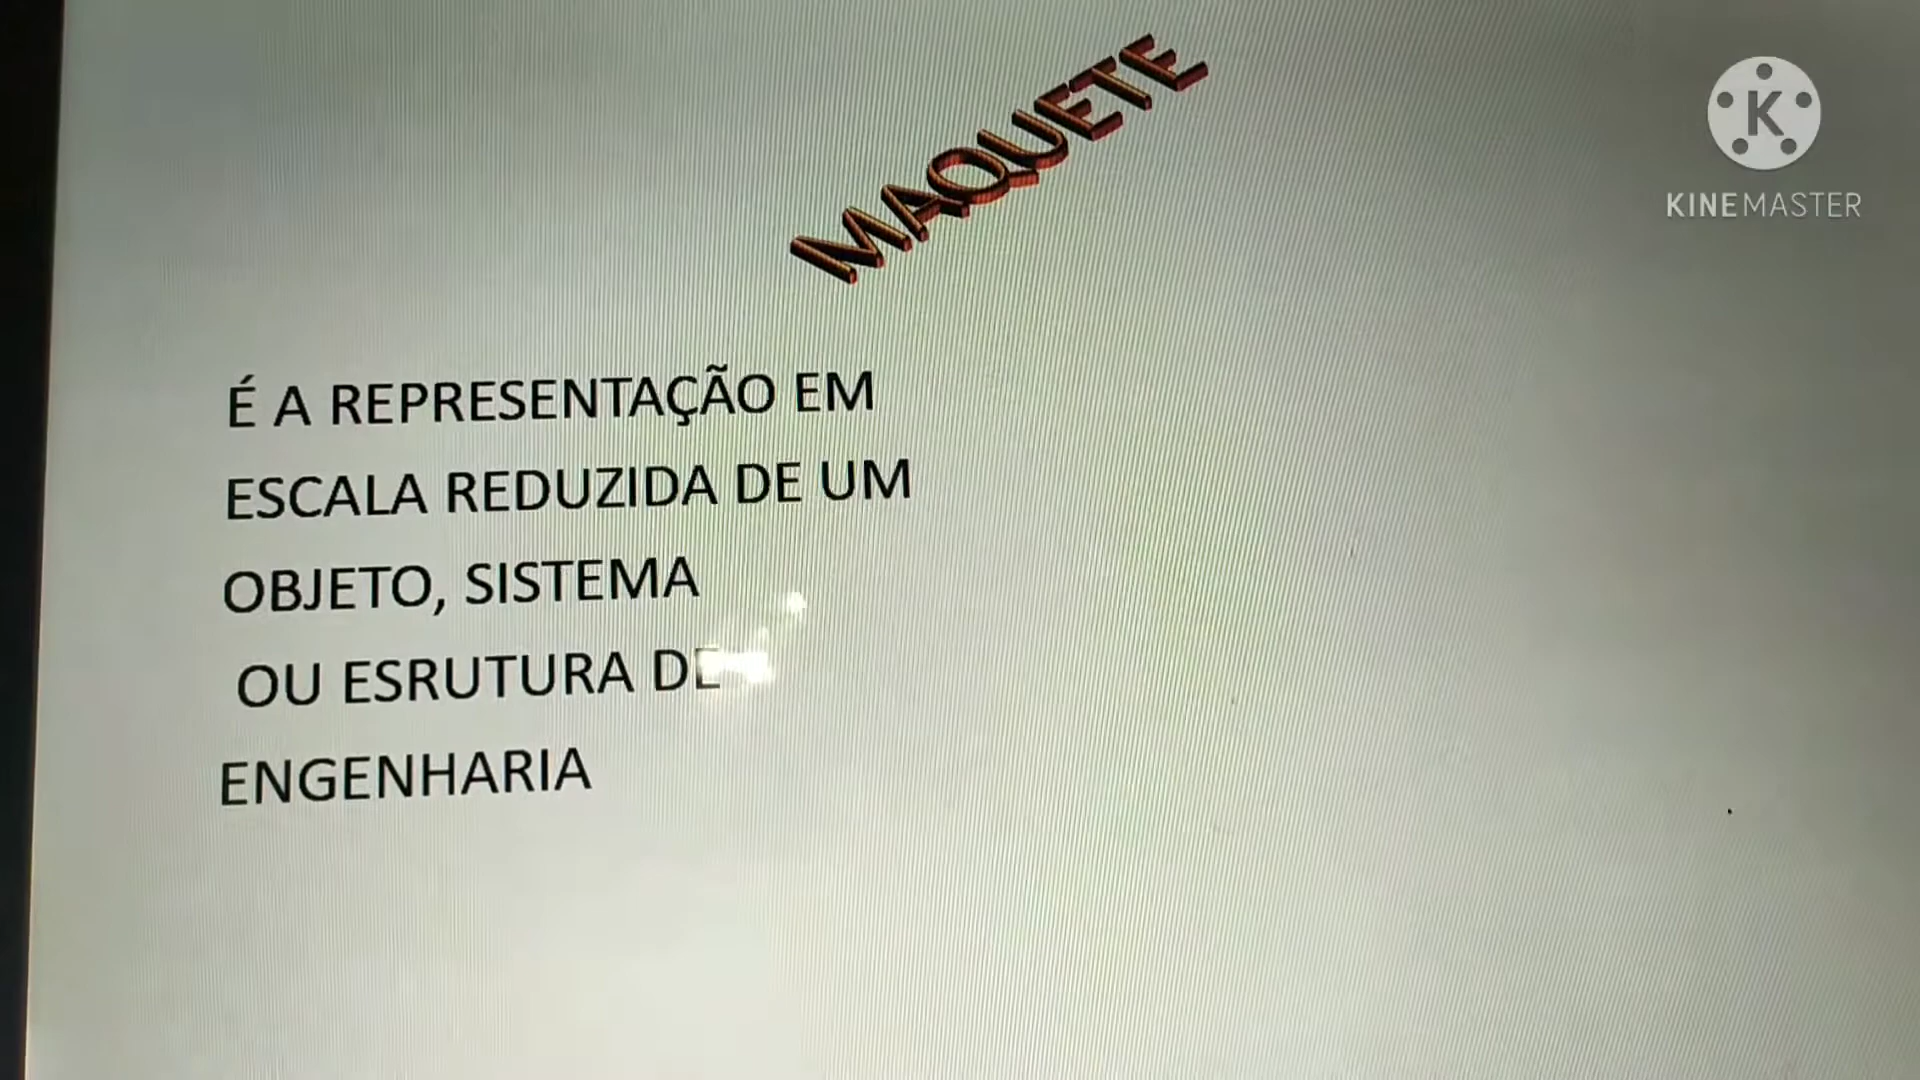 MAQUETE
KINEMASTER
É A REPRESENTAÇÃO EM
ESCALA REDUZIDA DE UM
OBJETO, SISTEMA
OU ESRUTURA DE
ENGENHARIA